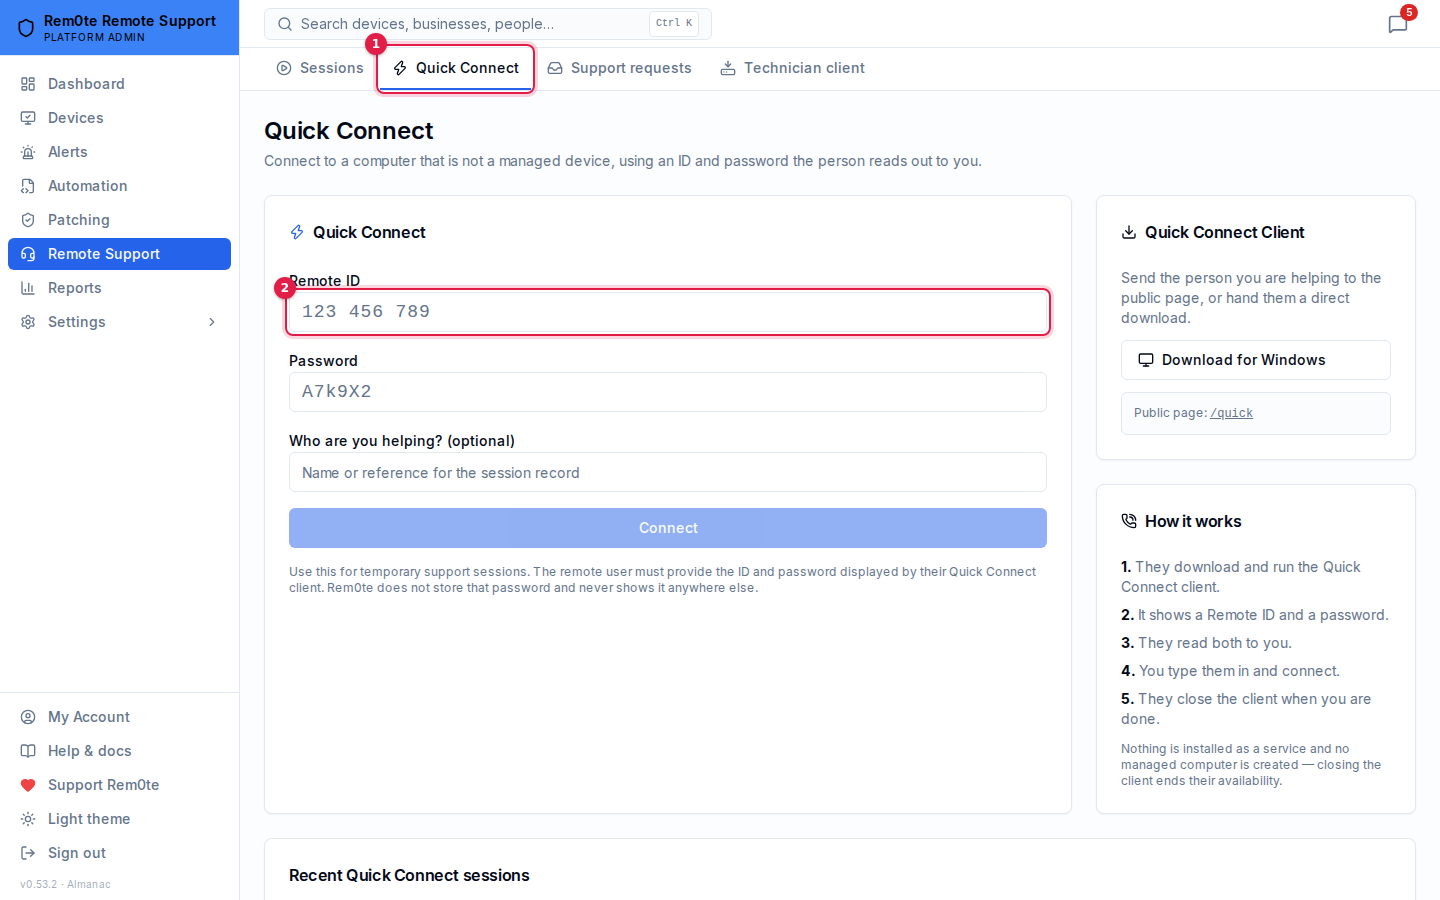 Rem0te Remote Support
PLATFORM ADMIN
Search devices, businesses, people...
Ctrl K
5
Dashboard
Devices
Alerts
Automation
Patching
Remote Support
Reports
Settings
My Account
Help & docs
Support Rem0te
Light theme
Sign out
v0.53.2 · Almanac
1
Sessions
Quick Connect
Support requests
Technician client
Quick Connect
Connect to a computer that is not a managed device, using an ID and password the person reads out to you.
Quick Connect
Remote ID
2
123 456 789
Password
A7k9X2
Who are you helping? (optional)
Name or reference for the session record
Connect
Use this for temporary support sessions. The remote user must provide the ID and password displayed by their Quick Connect
client. Rem0te does not store that password and never shows it anywhere else.
Quick Connect Client
Send the person you are helping to the
public page, or hand them a direct
download.
Download for Windows
Public page: /quick
How it works
1. They download and run the Quick
Connect client.
2. It shows a Remote ID and a password.
3. They read both to you.
4. You type them in and connect.
5. They close the client when you are
done.
Nothing is installed as a service and no
managed computer is created — closing the
client ends their availability.
Recent Quick Connect sessions